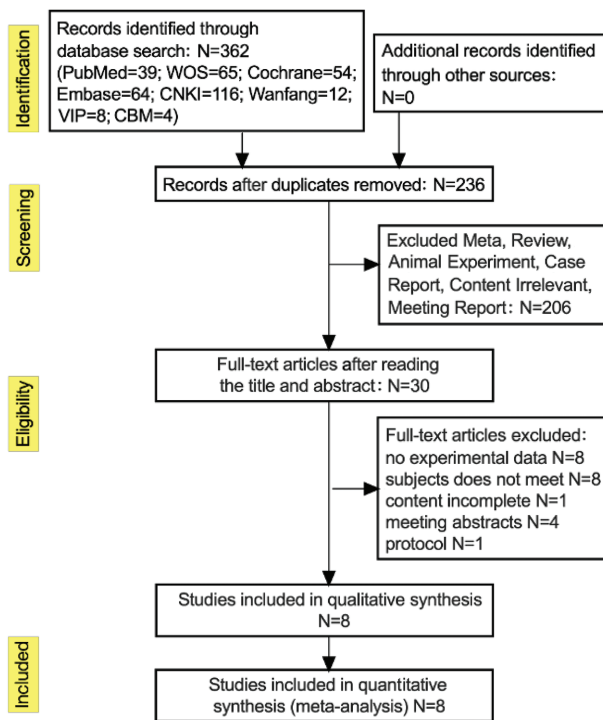 Identification
Records identified through
database search: N=362
(PubMed=39; WOS=65; Cochrane=54;
Embase=64; CNKI=116; Wanfang=12;
VIP=8; CBM=4)
Additional records identified
through other sources:
N=0
Screening
Records after duplicates removed: N=236
Excluded Meta, Review,
Animal Experiment, Case
Report, Content Irrelevant,
Meeting Report: N=206
Eligibility
Full-text articles after reading
the title and abstract: N=30
Full-text articles excluded:
no experimental data N=8
subjects does not meet N=8
content incomplete N=1
meeting abstracts N=4
protocol N=1
Studies included in qualitative synthesis
N=8
Included
Studies included in quantitative
synthesis (meta-analysis) N=8